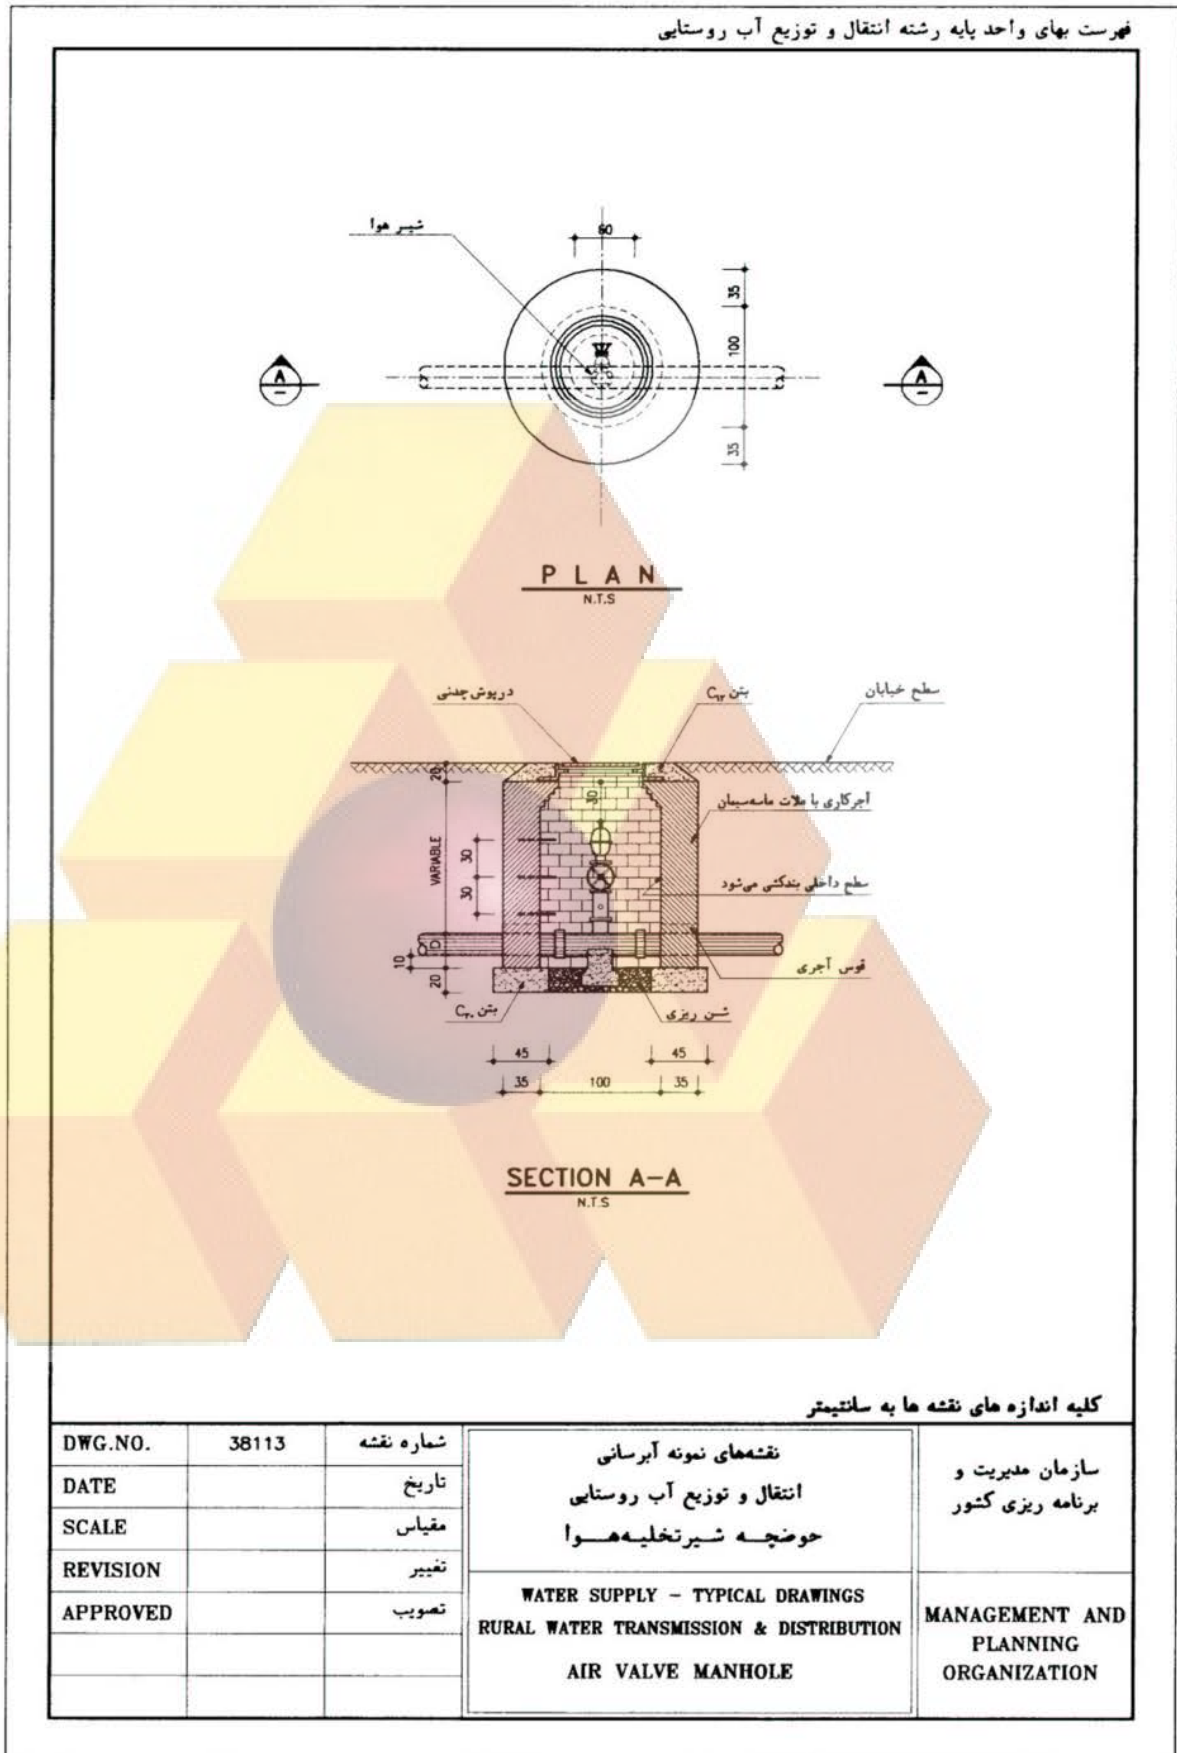 فهرست بهای واحد پایه رشته انتقال و توزیع آب روستایی
شیر هوا
60
35
100
35
A
A
PLAN
N.T.S
درپوش چدنی
بتن C₁₂
سطح خیابان
20
30
آجرکاری با ملات ماسه‌سیمان
VARIABLE
30
30
سطح داخلی بندکشی می‌شود
D
10
20
قوس آجری
بتن C₂₀
شن ریزی
45
45
35
100
35
SECTION A-A
N.T.S
کلیه اندازه های نقشه ها به سانتیمتر
DWG.NO.
38113
شماره نقشه
DATE
تاریخ
SCALE
مقیاس
REVISION
تغییر
APPROVED
تصویب
نقشه‌های نمونه آبرسانی
انتقال و توزیع آب روستایی
حوضچه شیرتخلیه‌هوا
WATER SUPPLY - TYPICAL DRAWINGS
RURAL WATER TRANSMISSION & DISTRIBUTION
AIR VALVE MANHOLE
سازمان مدیریت و
برنامه ریزی کشور
MANAGEMENT AND
PLANNING
ORGANIZATION